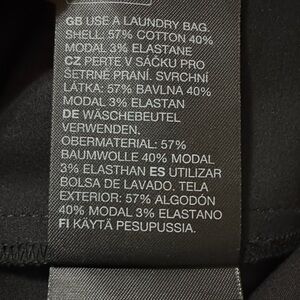 GB USE A LAUNDRY BAG.
SHELL: 57% COTTON 40%
MODAL 3% ELASTANE
CZ PERTE V SÁČKU PRO
ŠETRNÉ PRANÍ. SVRCHNÍ
LÁTKA: 57% BAVLNA 40%
MODAL 3% ELASTAN
DE WÄSCHEBEUTEL
VERWENDEN.
OBERMATERIAL: 57%
BAUMWOLLE 40% MODAL
3% ELASTHAN ES UTILIZAR
BOLSA DE LAVADO. TELA
EXTERIOR: 57% ALGODÓN
40% MODAL 3% ELASTANO
FI KÄYTÄ PESUPUSSIA.